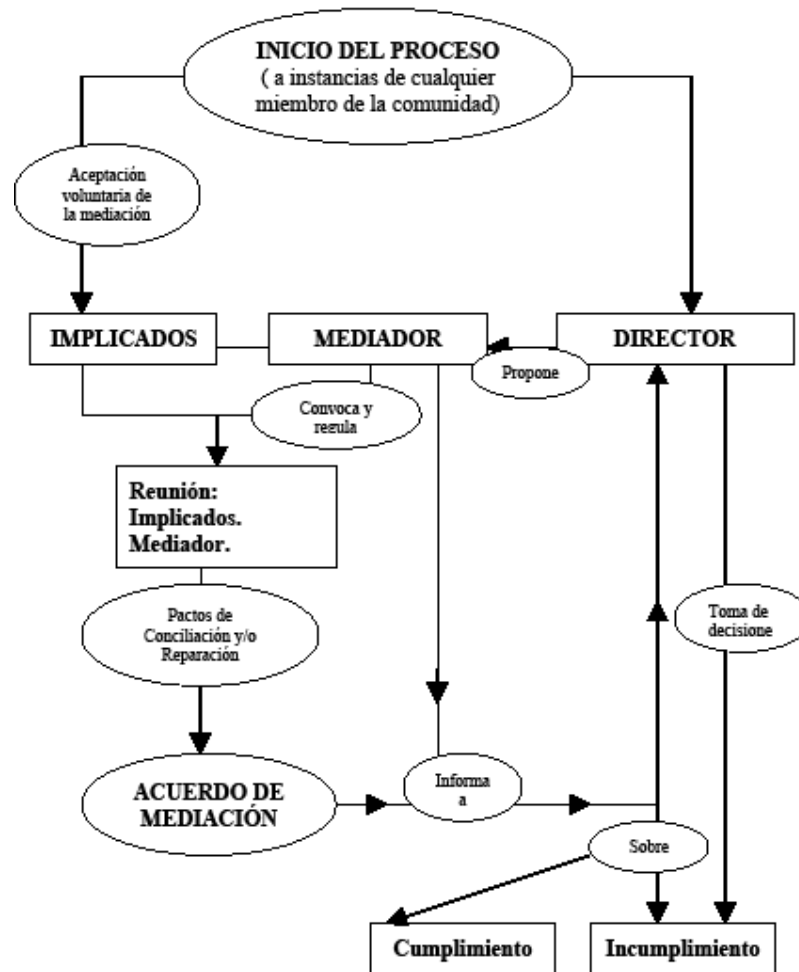 INICIO DEL PROCESO
( a instancias de cualquier
miembro de la comunidad)
Aceptación
voluntaria de
la mediación
IMPLICADOS
MEDIADOR
DIRECTOR
Propone
Convoca y
regula
Reunión:
Implicados.
Mediador.
Pactos de
Conciliación y/o
Reparación
Toma de
decisione
ACUERDO DE
MEDIACIÓN
Informa
a
Sobre
Cumplimiento
Incumplimiento